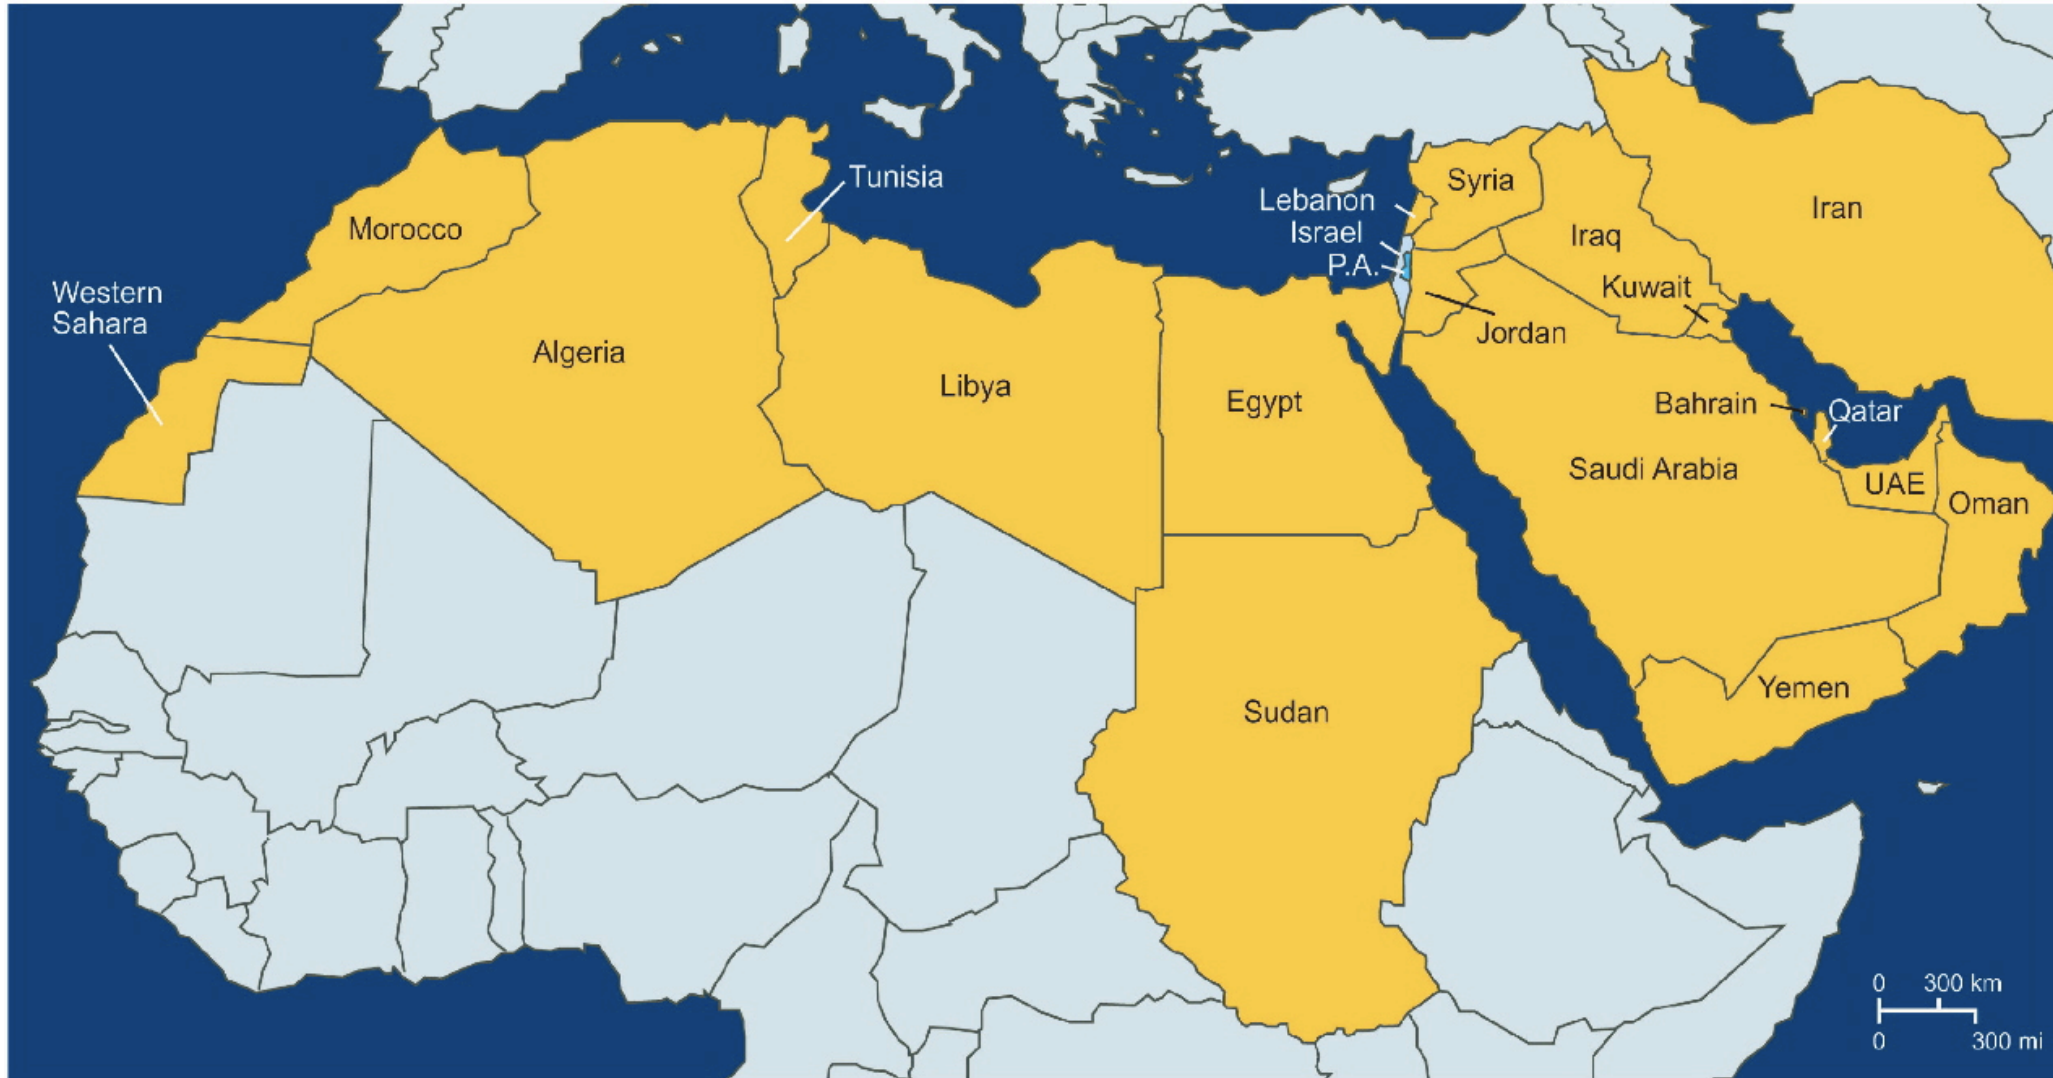 Tunisia
Syria
Lebanon
Iran
Morocco
Israel
Iraq
P.A.
Kuwait
Western
Sahara
Jordan
Algeria
Libya
Egypt
Bahrain
Qatar
Saudi Arabia
UAE
Oman
Yemen
Sudan
0 300 km
0 300 mi